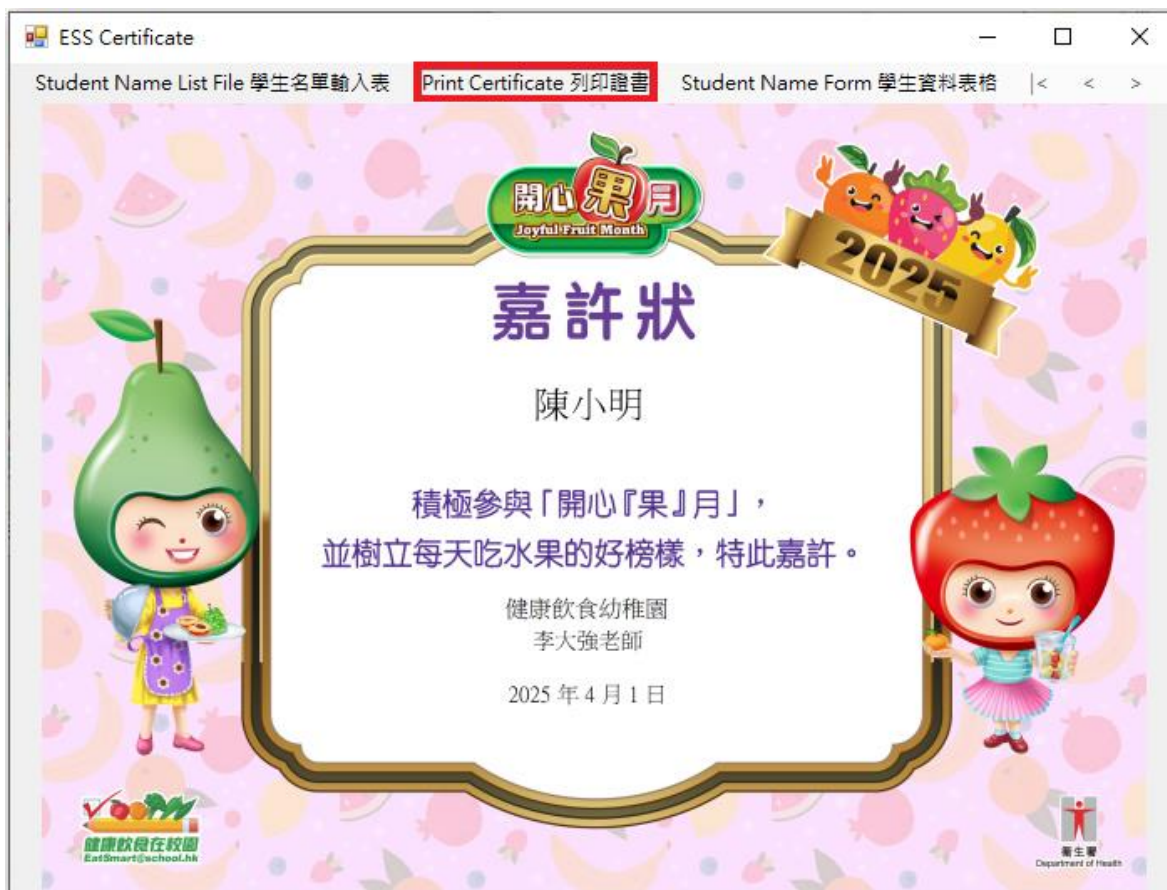 ESS Certificate
Student Name List File 學生名單輸入表 Print Certificate 列印證書 Student Name Form 學生資料表格 |< < >
開心果月
Joyful Fruit Month
2025
嘉許狀
陳小明
積極參與「開心『果』月」，
並樹立每天吃水果的好榜樣，特此嘉許。
健康飲食幼稚園
李大強老師
2025 年 4 月 1 日
健康飲食在校園
EatSmart@school.hk
衞生署
Department of Health